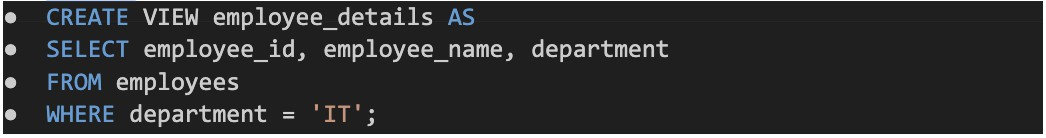 ● CREATE VIEW employee_details AS
● SELECT employee_id, employee_name, department
● FROM employees
● WHERE department = 'IT';